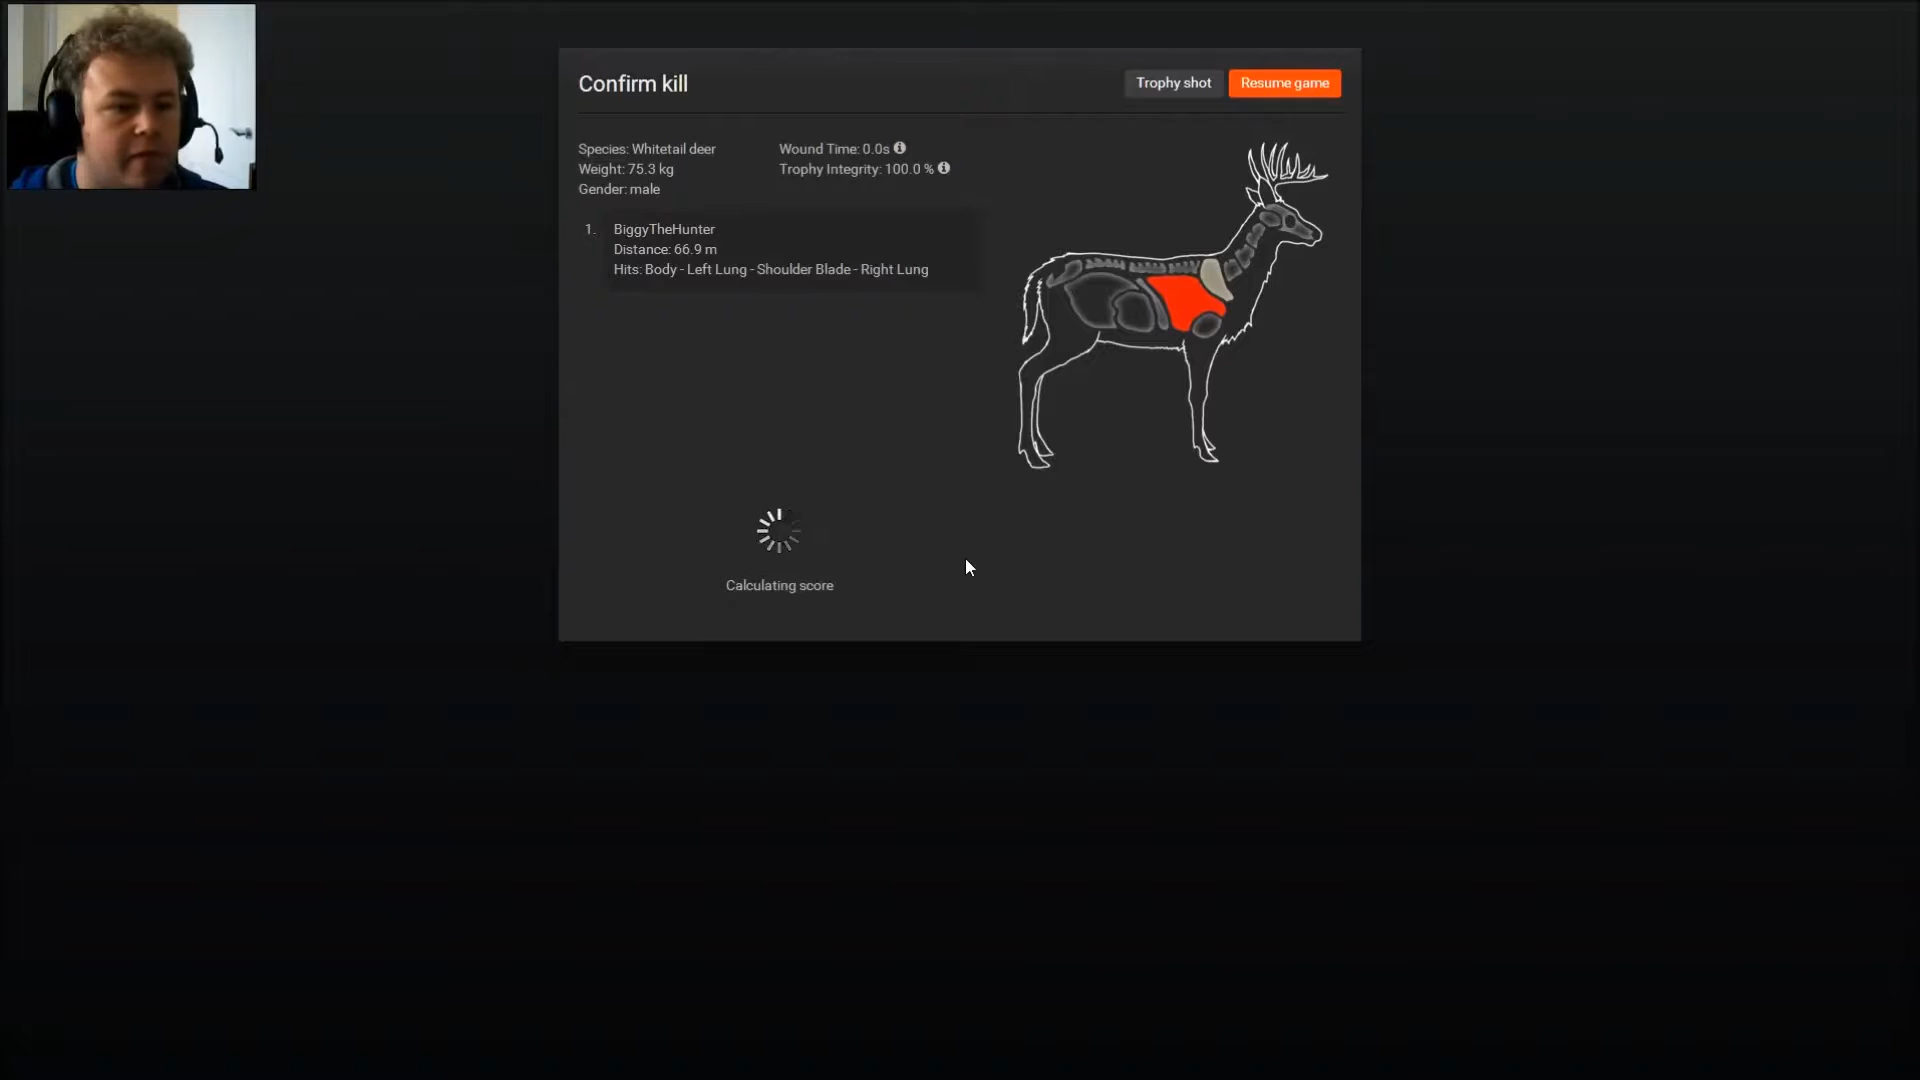 Confirm kill
Trophy shot
Resume game
Species: Whitetail deer
Weight: 75.3 kg
Gender: male
Wound Time: 0.0s
Trophy Integrity: 100.0 %
1. BiggyTheHunter
Distance: 66.9 m
Hits: Body - Left Lung - Shoulder Blade - Right Lung
Calculating score